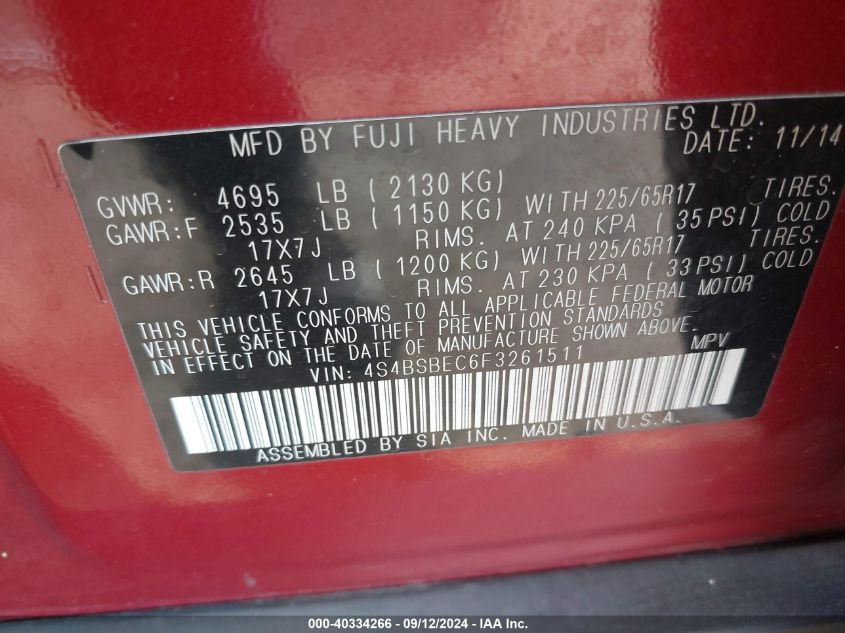 MFD BY FUJI HEAVY INDUSTRIES LTD.
DATE: 11/14
GVWR: 4695 LB ( 2130 KG)
GAWR:F 2535 LB ( 1150 KG) WITH 225/65R17 TIRES.
17X7J RIMS. AT 240 KPA ( 35 PSI) COLD
GAWR:R 2645 LB ( 1200 KG) WITH 225/65R17 TIRES.
17X7J RIMS. AT 230 KPA ( 33 PSI) COLD
THIS VEHICLE CONFORMS TO ALL APPLICABLE FEDERAL MOTOR
VEHICLE SAFETY AND THEFT PREVENTION STANDARDS
IN EFFECT ON THE DATE OF MANUFACTURE SHOWN ABOVE.
VIN: 4S4BSBEC6F3261511 MPV
ASSEMBLED BY SIA INC. MADE IN U.S.A.
000-40334266 - 09/12/2024 - IAA Inc.